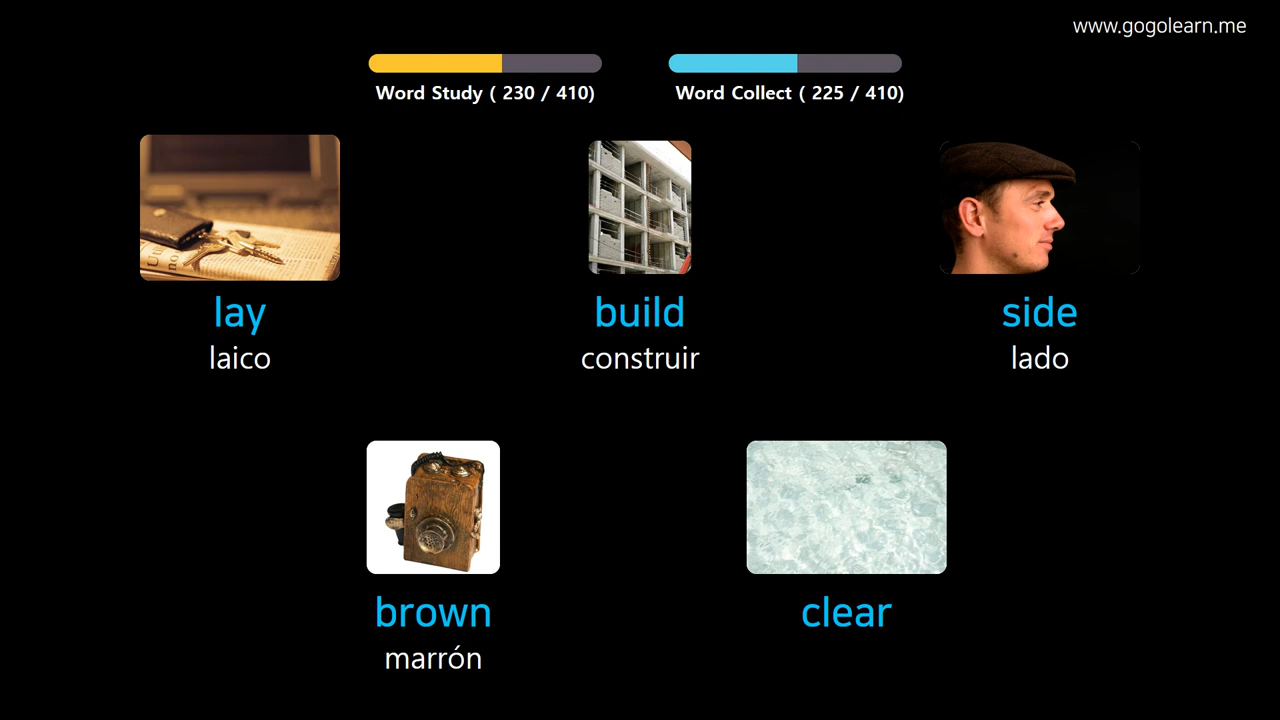 www.gogolearn.me
Word Study ( 230 / 410)
Word Collect ( 225 / 410)
lay
laico
build
construir
side
lado
brown
marrón
clear